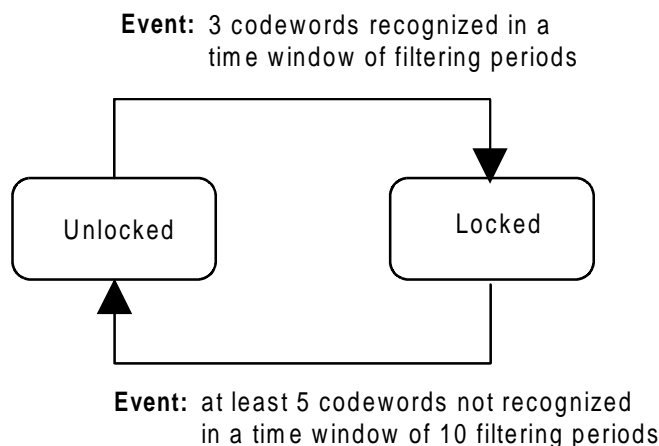 Event: 3 codewords recognized in a
time window of filtering periods
Unlocked
Locked
Event: at least 5 codewords not recognized
in a time window of 10 filtering periods